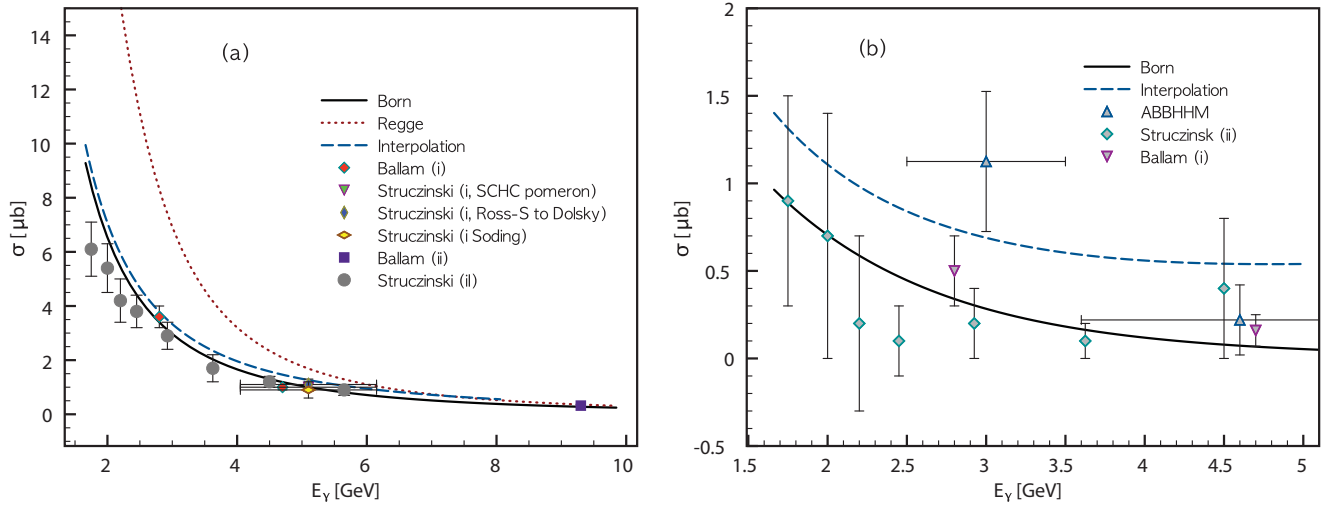 (a)
σ [μb]
14
12
10
8
6
4
2
0
2
4
6
8
10
Eγ [GeV]
Born
Regge
Interpolation
Ballam (i)
Struczinski (i, SCHC pomeron)
Struczinski (i, Ross-S to Dolsky)
Struczinski (i Soding)
Ballam (ii)
Struczinski (iI)
(b)
σ [μb]
2
1.5
1
0.5
0
-0.5
1.5
2
2.5
3
3.5
4
4.5
5
Eγ [GeV]
Born
Interpolation
ABBHHM
Struczinsk (ii)
Ballam (i)